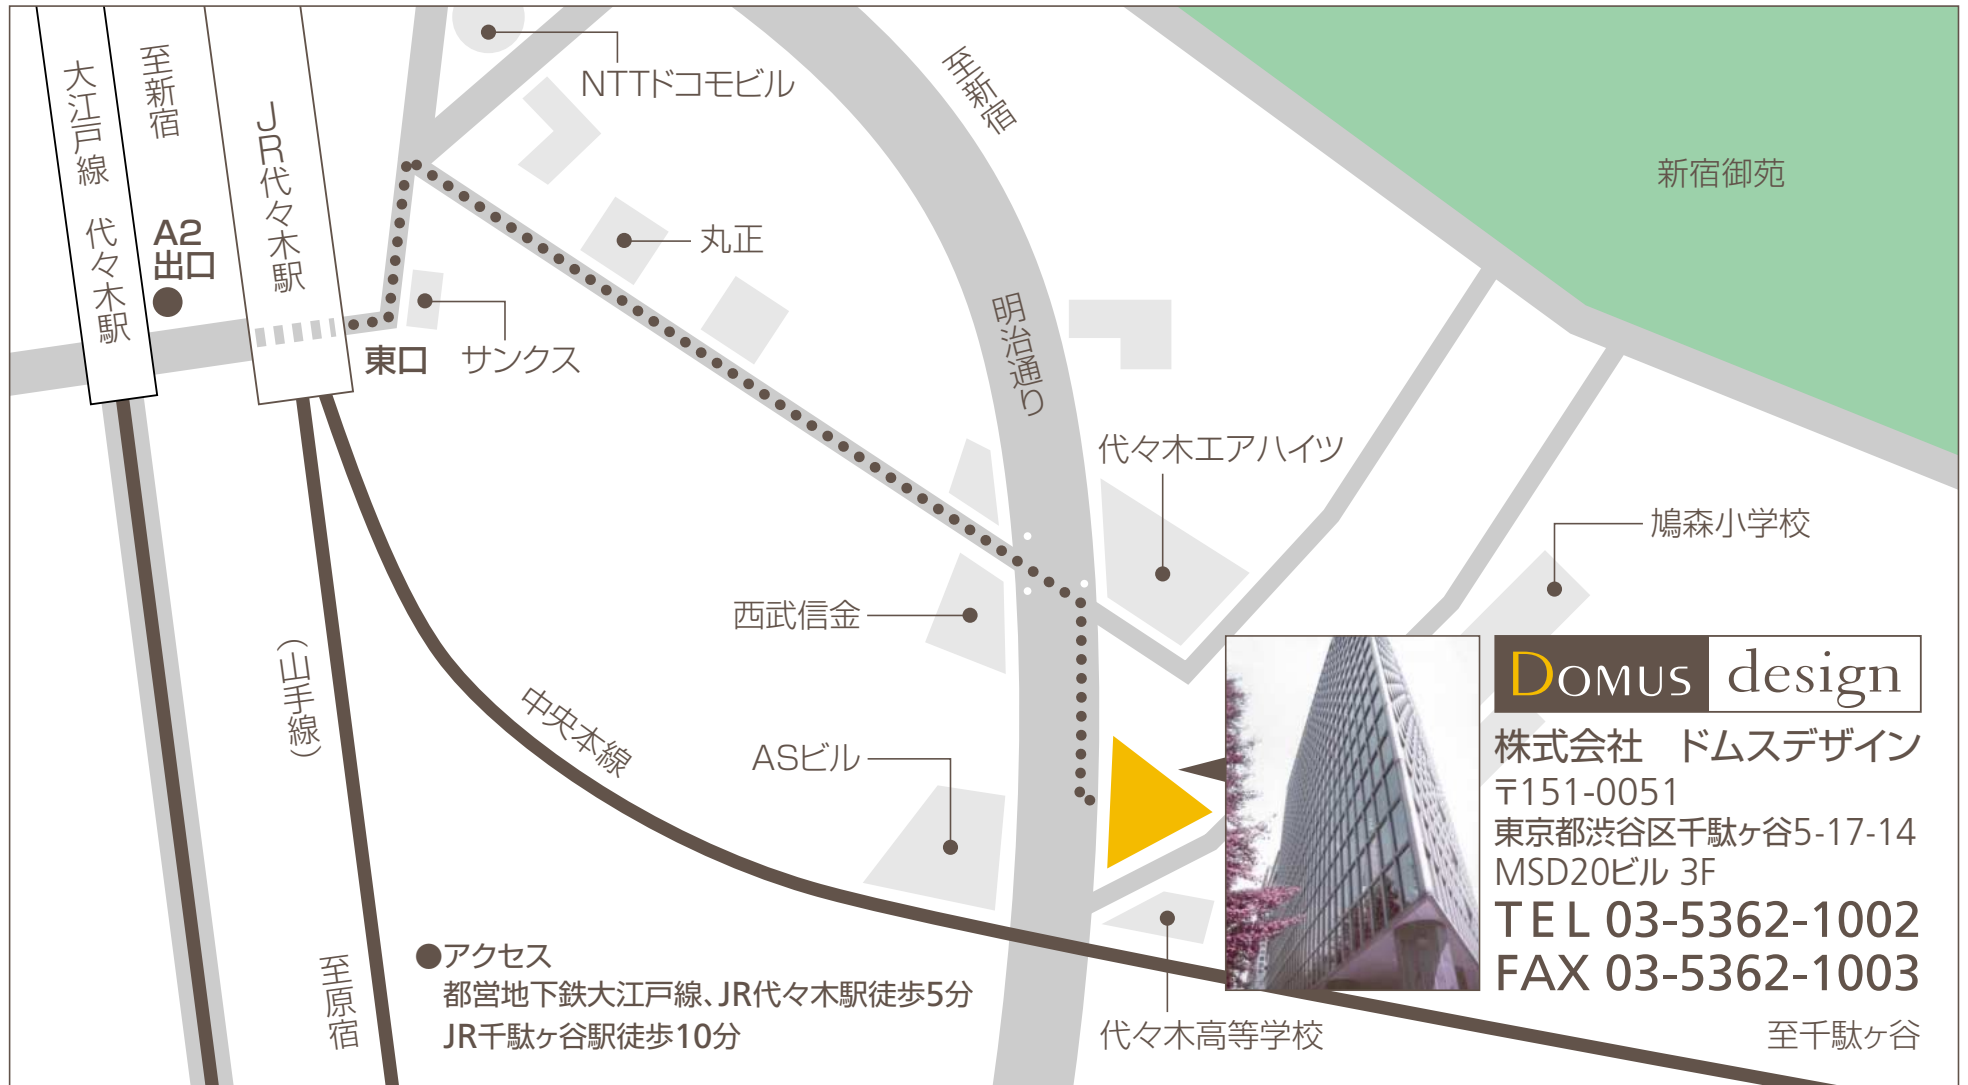 大江戸線 代々木駅
至新宿
A2
出口
JR代々木駅
東口
サンクス
NTTドコモビル
丸正
至新宿
明治通り
新宿御苑
代々木エアハイツ
鳩森小学校
西武信金
(山手線)
中央本線
ASビル
至原宿
●アクセス
都営地下鉄大江戸線、JR代々木駅徒歩5分
JR千駄ヶ谷駅徒歩10分
代々木高等学校
至千駄ヶ谷
DOMUS design
株式会社 ドムスデザイン
〒151-0051
東京都渋谷区千駄ヶ谷5-17-14
MSD20ビル 3F
TEL 03-5362-1002
FAX 03-5362-1003